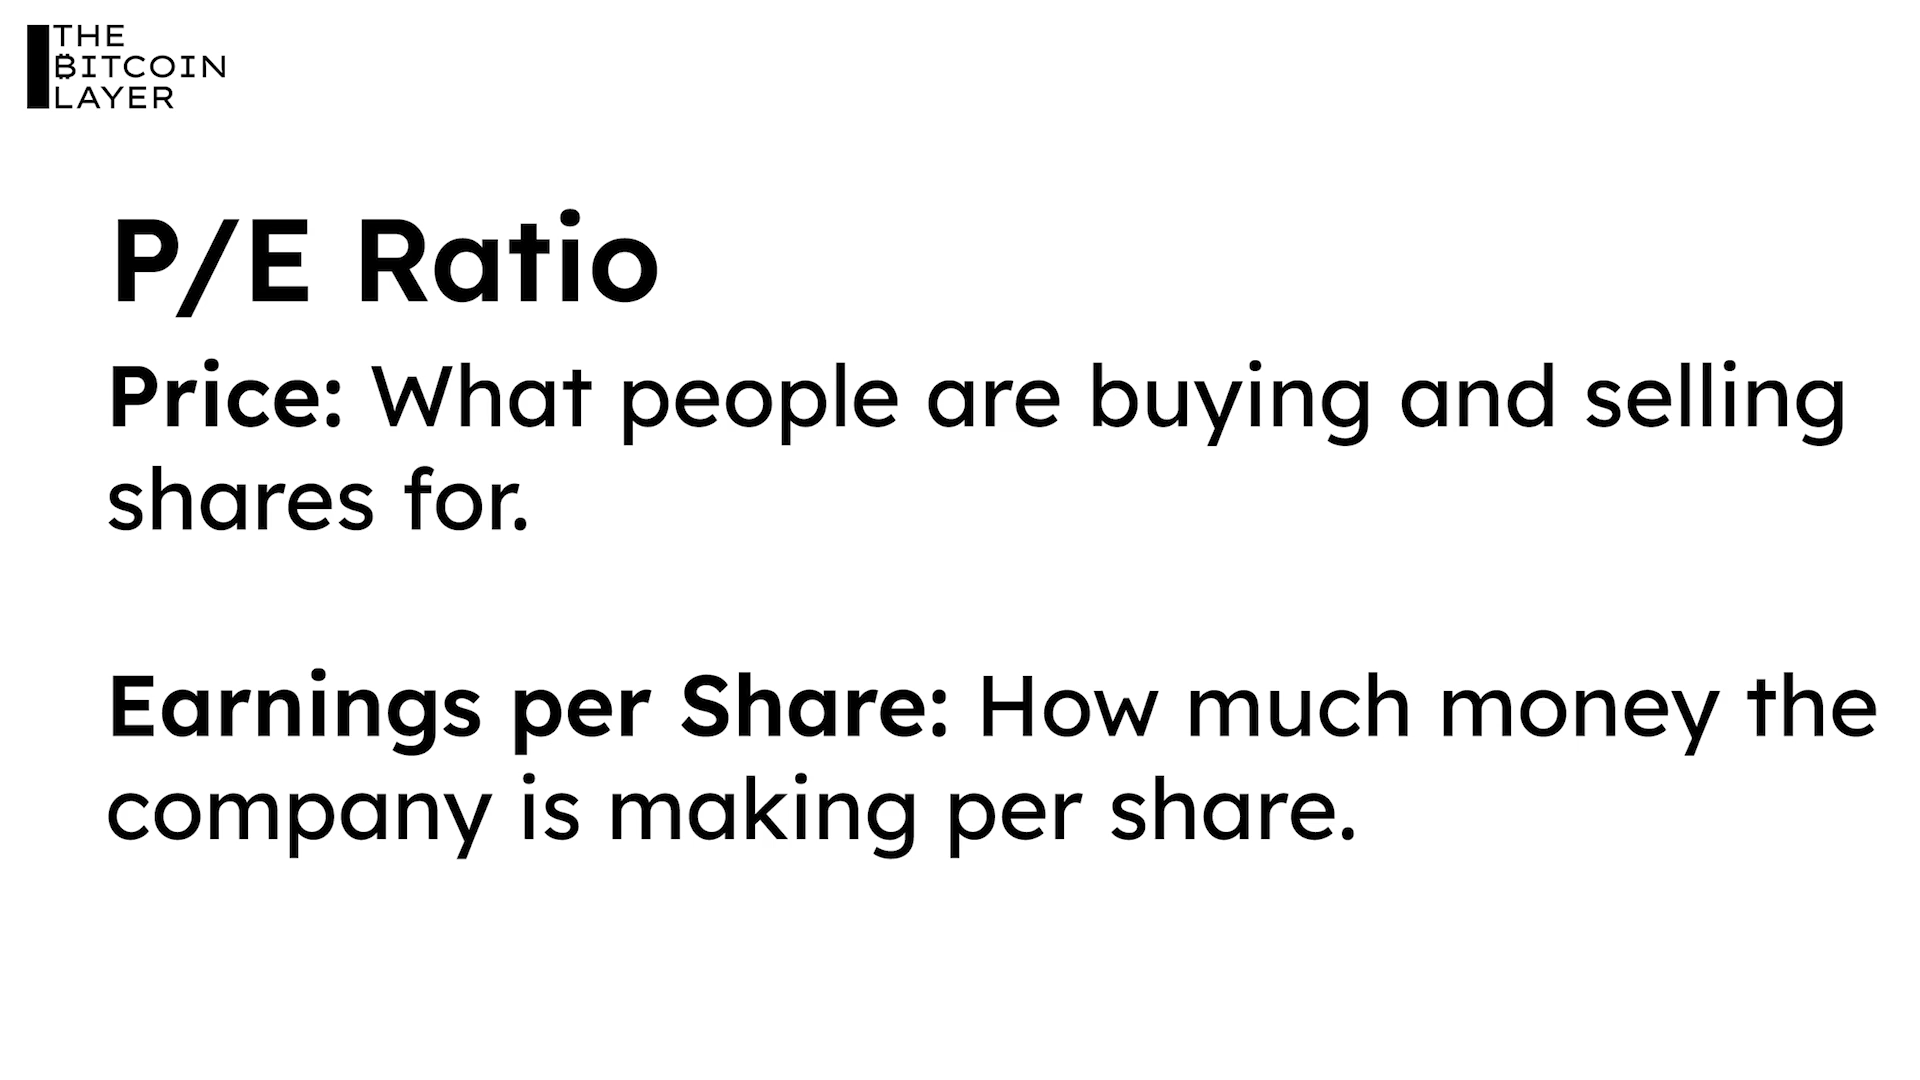 THE
₿ITCOIN
LAYER
P/E Ratio
Price: What people are buying and selling
shares for.
Earnings per Share: How much money the
company is making per share.